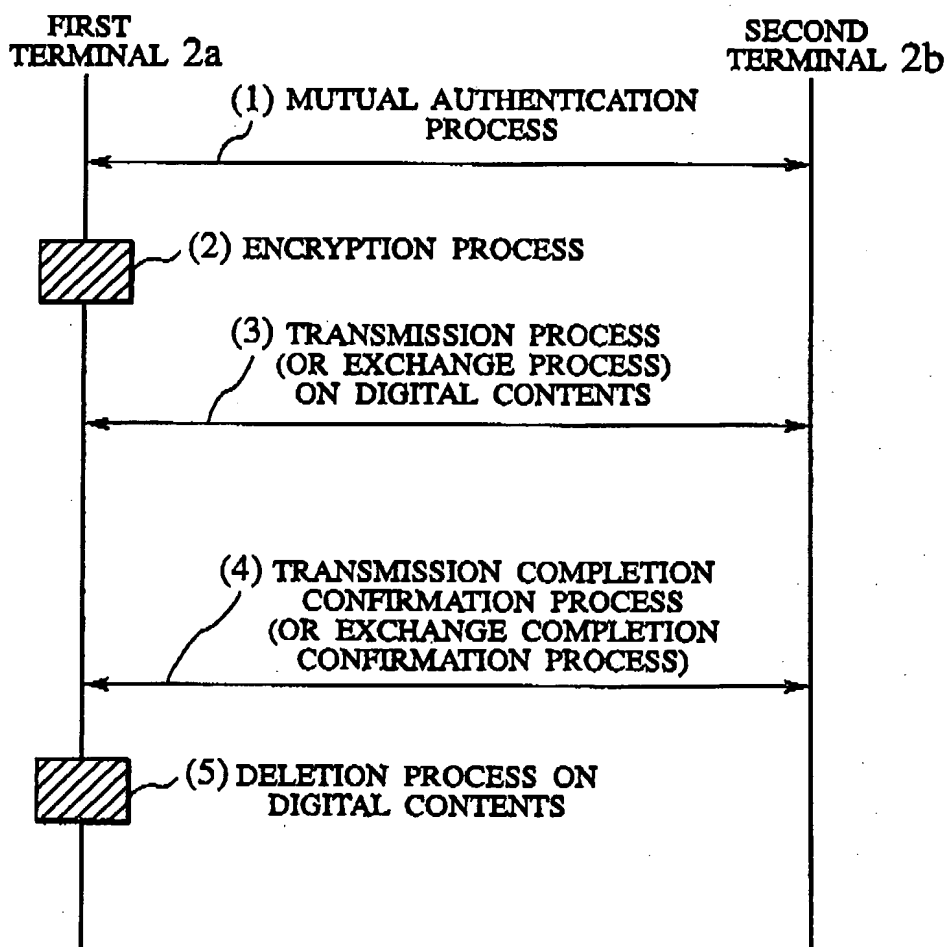 FIRST
TERMINAL 2a
SECOND
TERMINAL 2b
(1) MUTUAL AUTHENTICATION
PROCESS
(2) ENCRYPTION PROCESS
(3) TRANSMISSION PROCESS
(OR EXCHANGE PROCESS)
ON DIGITAL CONTENTS
(4) TRANSMISSION COMPLETION
CONFIRMATION PROCESS
(OR EXCHANGE COMPLETION
CONFIRMATION PROCESS)
(5) DELETION PROCESS ON
DIGITAL CONTENTS